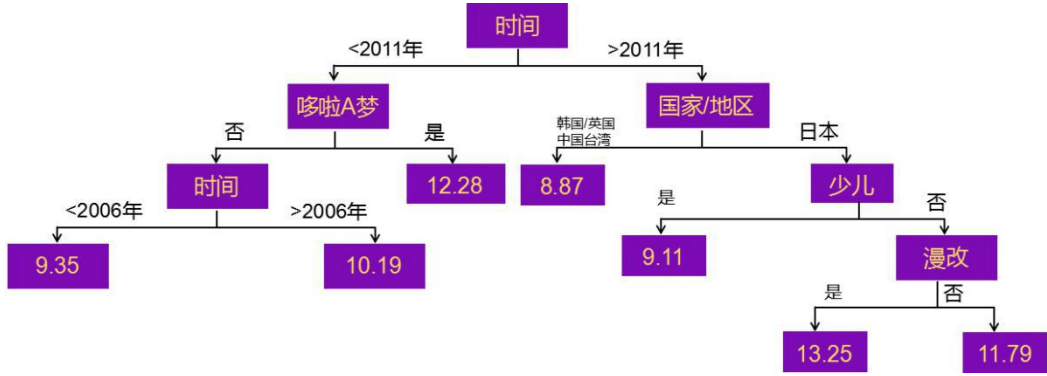 时间
<2011年
>2011年
哆啦A梦
国家/地区
否
是
韩国/英国
中国台湾
日本
时间
12.28
8.87
少儿
<2006年
>2006年
是
否
9.35
10.19
9.11
漫改
是
否
13.25
11.79